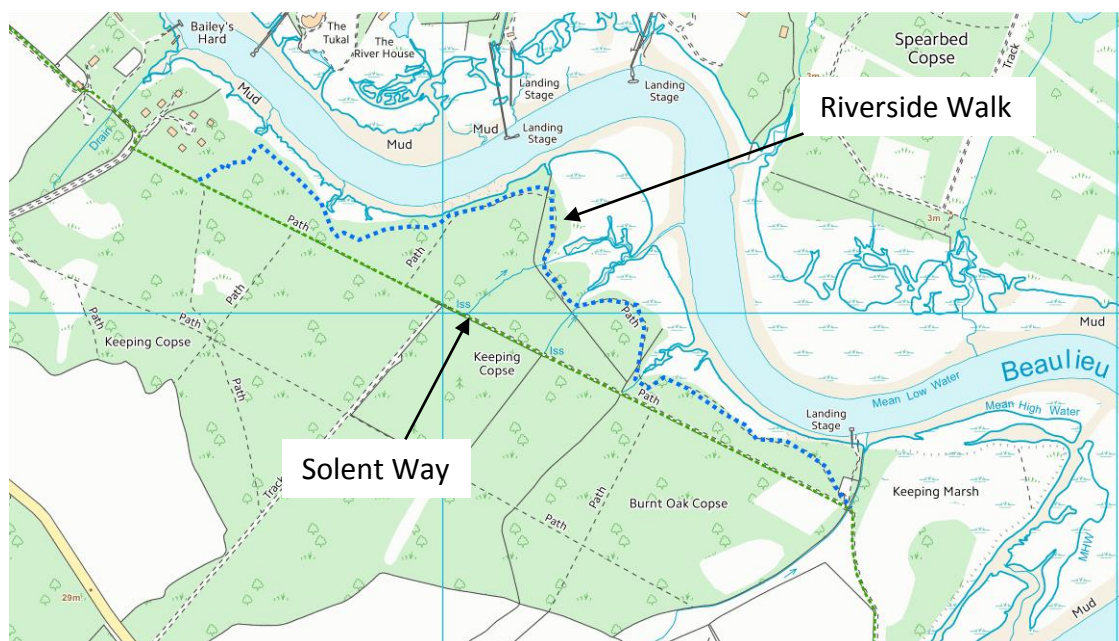 Bailey's
Hard
The
Tukal
The
River House
Landing
Stage
Landing
Stage
Spearbed
Copse
Track
3m
Riverside Walk
Mud
Mud
Mud
Landing
Stage
Drain
3m
Path
Path
Path
Iss
Path
Path
Path
Keeping Copse
Iss
Keeping
Copse
Path
Mud
Beaulieu
Mean Low Water
Mean High Water
Path
Landing
Stage
Solent Way
Track
Path
Path
Burnt Oak Copse
Keeping Marsh
MHW
Mud
29m